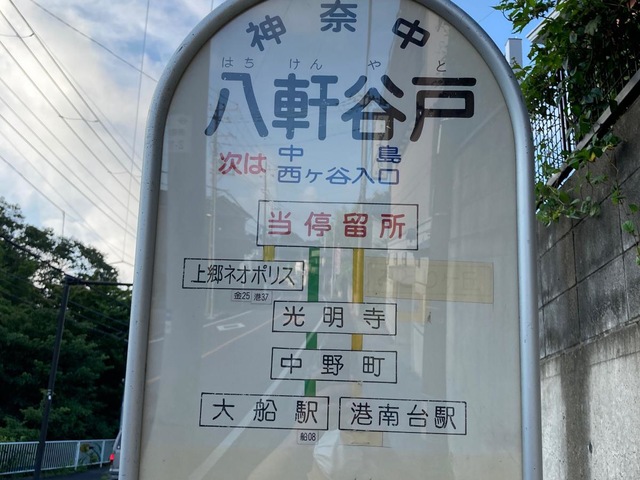 神奈中
はちけんやと
八軒谷戸
次は 中島
西ヶ谷入口
当停留所
上郷ネオポリス
金25 港37
光明寺
中野町
大船駅 港南台駅
船08